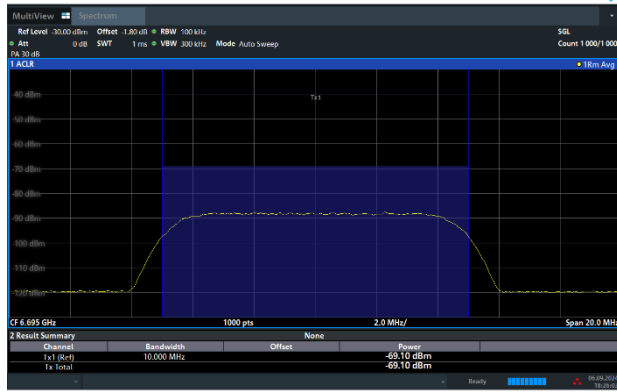 MultiView Spectrum
Ref Level -30.00 dBm Offset -1.80 dB RBW 100 kHz SGL
Att 0 dB SWT 1 ms VBW 300 kHz Mode Auto Sweep Count 1 000/1 000
PA 30 dB
1 ACLR 1Rm Avg
-40 dBm
Tx1
-50 dBm
-60 dBm
-70 dBm
-80 dBm
-90 dBm
-100 dBm
-110 dBm
-120 dBm
CF 6.695 GHz 1000 pts 2.0 MHz/ Span 20.0 MHz
2 Result Summary None
Channel Bandwidth Offset Power
Tx1 (Ref) 10.000 MHz -69.10 dBm
Tx Total -69.10 dBm
Ready 06.09.2024